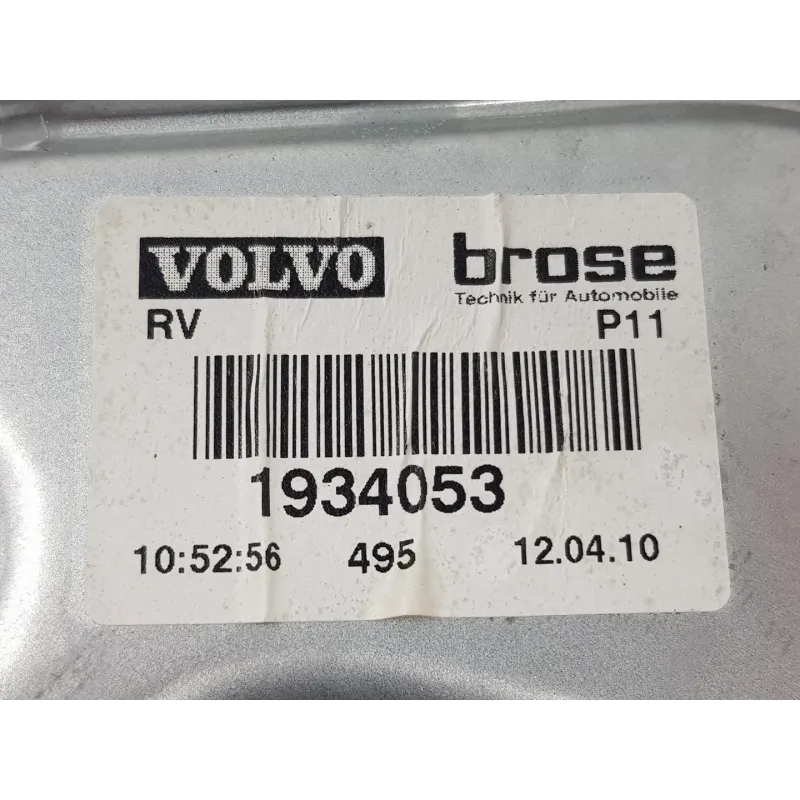 VOLVO brose
Technik für Automobile
RV P11
1934053
10:52:56 495 12.04.10